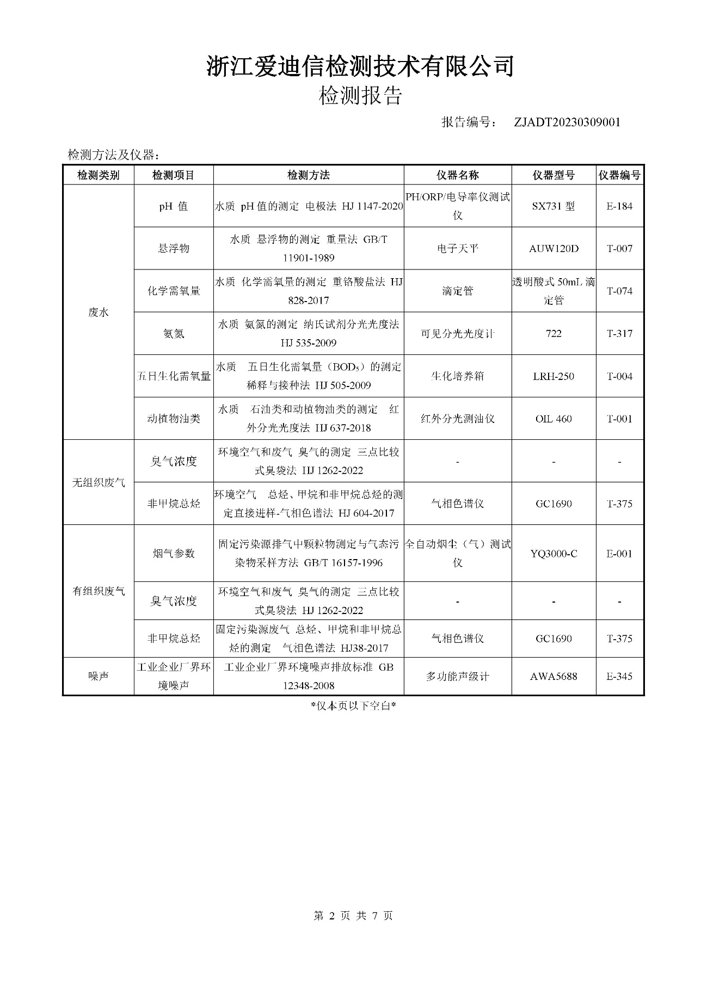 浙江爱迪信检测技术有限公司
检测报告
报告编号： ZJADT20230309001
检测方法及仪器：
检测类别 检测项目 检测方法 仪器名称 仪器型号 仪器编号
废水
pH 值 水质 pH值的测定 电极法 HJ 1147-2020 PH/ORP/电导率仪测试
仪 SX731 型 E-184
悬浮物 水质 悬浮物的测定 重量法 GB/T
11901-1989 电子天平 AUW120D T-007
化学需氧量 水质 化学需氧量的测定 重铬酸盐法 HJ
828-2017 滴定管 透明酸式 50mL 滴
定管 T-074
氨氮 水质 氨氮的测定 纳氏试剂分光光度法
HJ 535-2009 可见分光光度计 722 T-317
五日生化需氧量 水质 五日生化需氧量（BOD₅）的测定
稀释与接种法 HJ 505-2009 生化培养箱 LRH-250 T-004
动植物油类 水质 石油类和动植物油类的测定 红
外分光光度法 HJ 637-2018 红外分光测油仪 OIL 460 T-001
无组织废气
臭气浓度 环境空气和废气 臭气的测定 三点比较
式臭袋法 HJ 1262-2022 - - -
非甲烷总烃 环境空气 总烃、甲烷和非甲烷总烃的测
定直接进样-气相色谱法 HJ 604-2017 气相色谱仪 GC1690 T-375
有组织废气
烟气参数 固定污染源排气中颗粒物测定与气态污
染物采样方法 GB/T 16157-1996 全自动烟尘（气）测试
仪 YQ3000-C E-001
臭气浓度 环境空气和废气 臭气的测定 三点比较
式臭袋法 HJ 1262-2022 - - -
非甲烷总烃 固定污染源废气 总烃、甲烷和非甲烷总
烃的测定 气相色谱法 HJ38-2017 气相色谱仪 GC1690 T-375
噪声
工业企业厂界环
境噪声 工业企业厂界环境噪声排放标准 GB
12348-2008 多功能声级计 AWA5688 E-345
*仅本页以下空白*
第 2 页 共 7 页